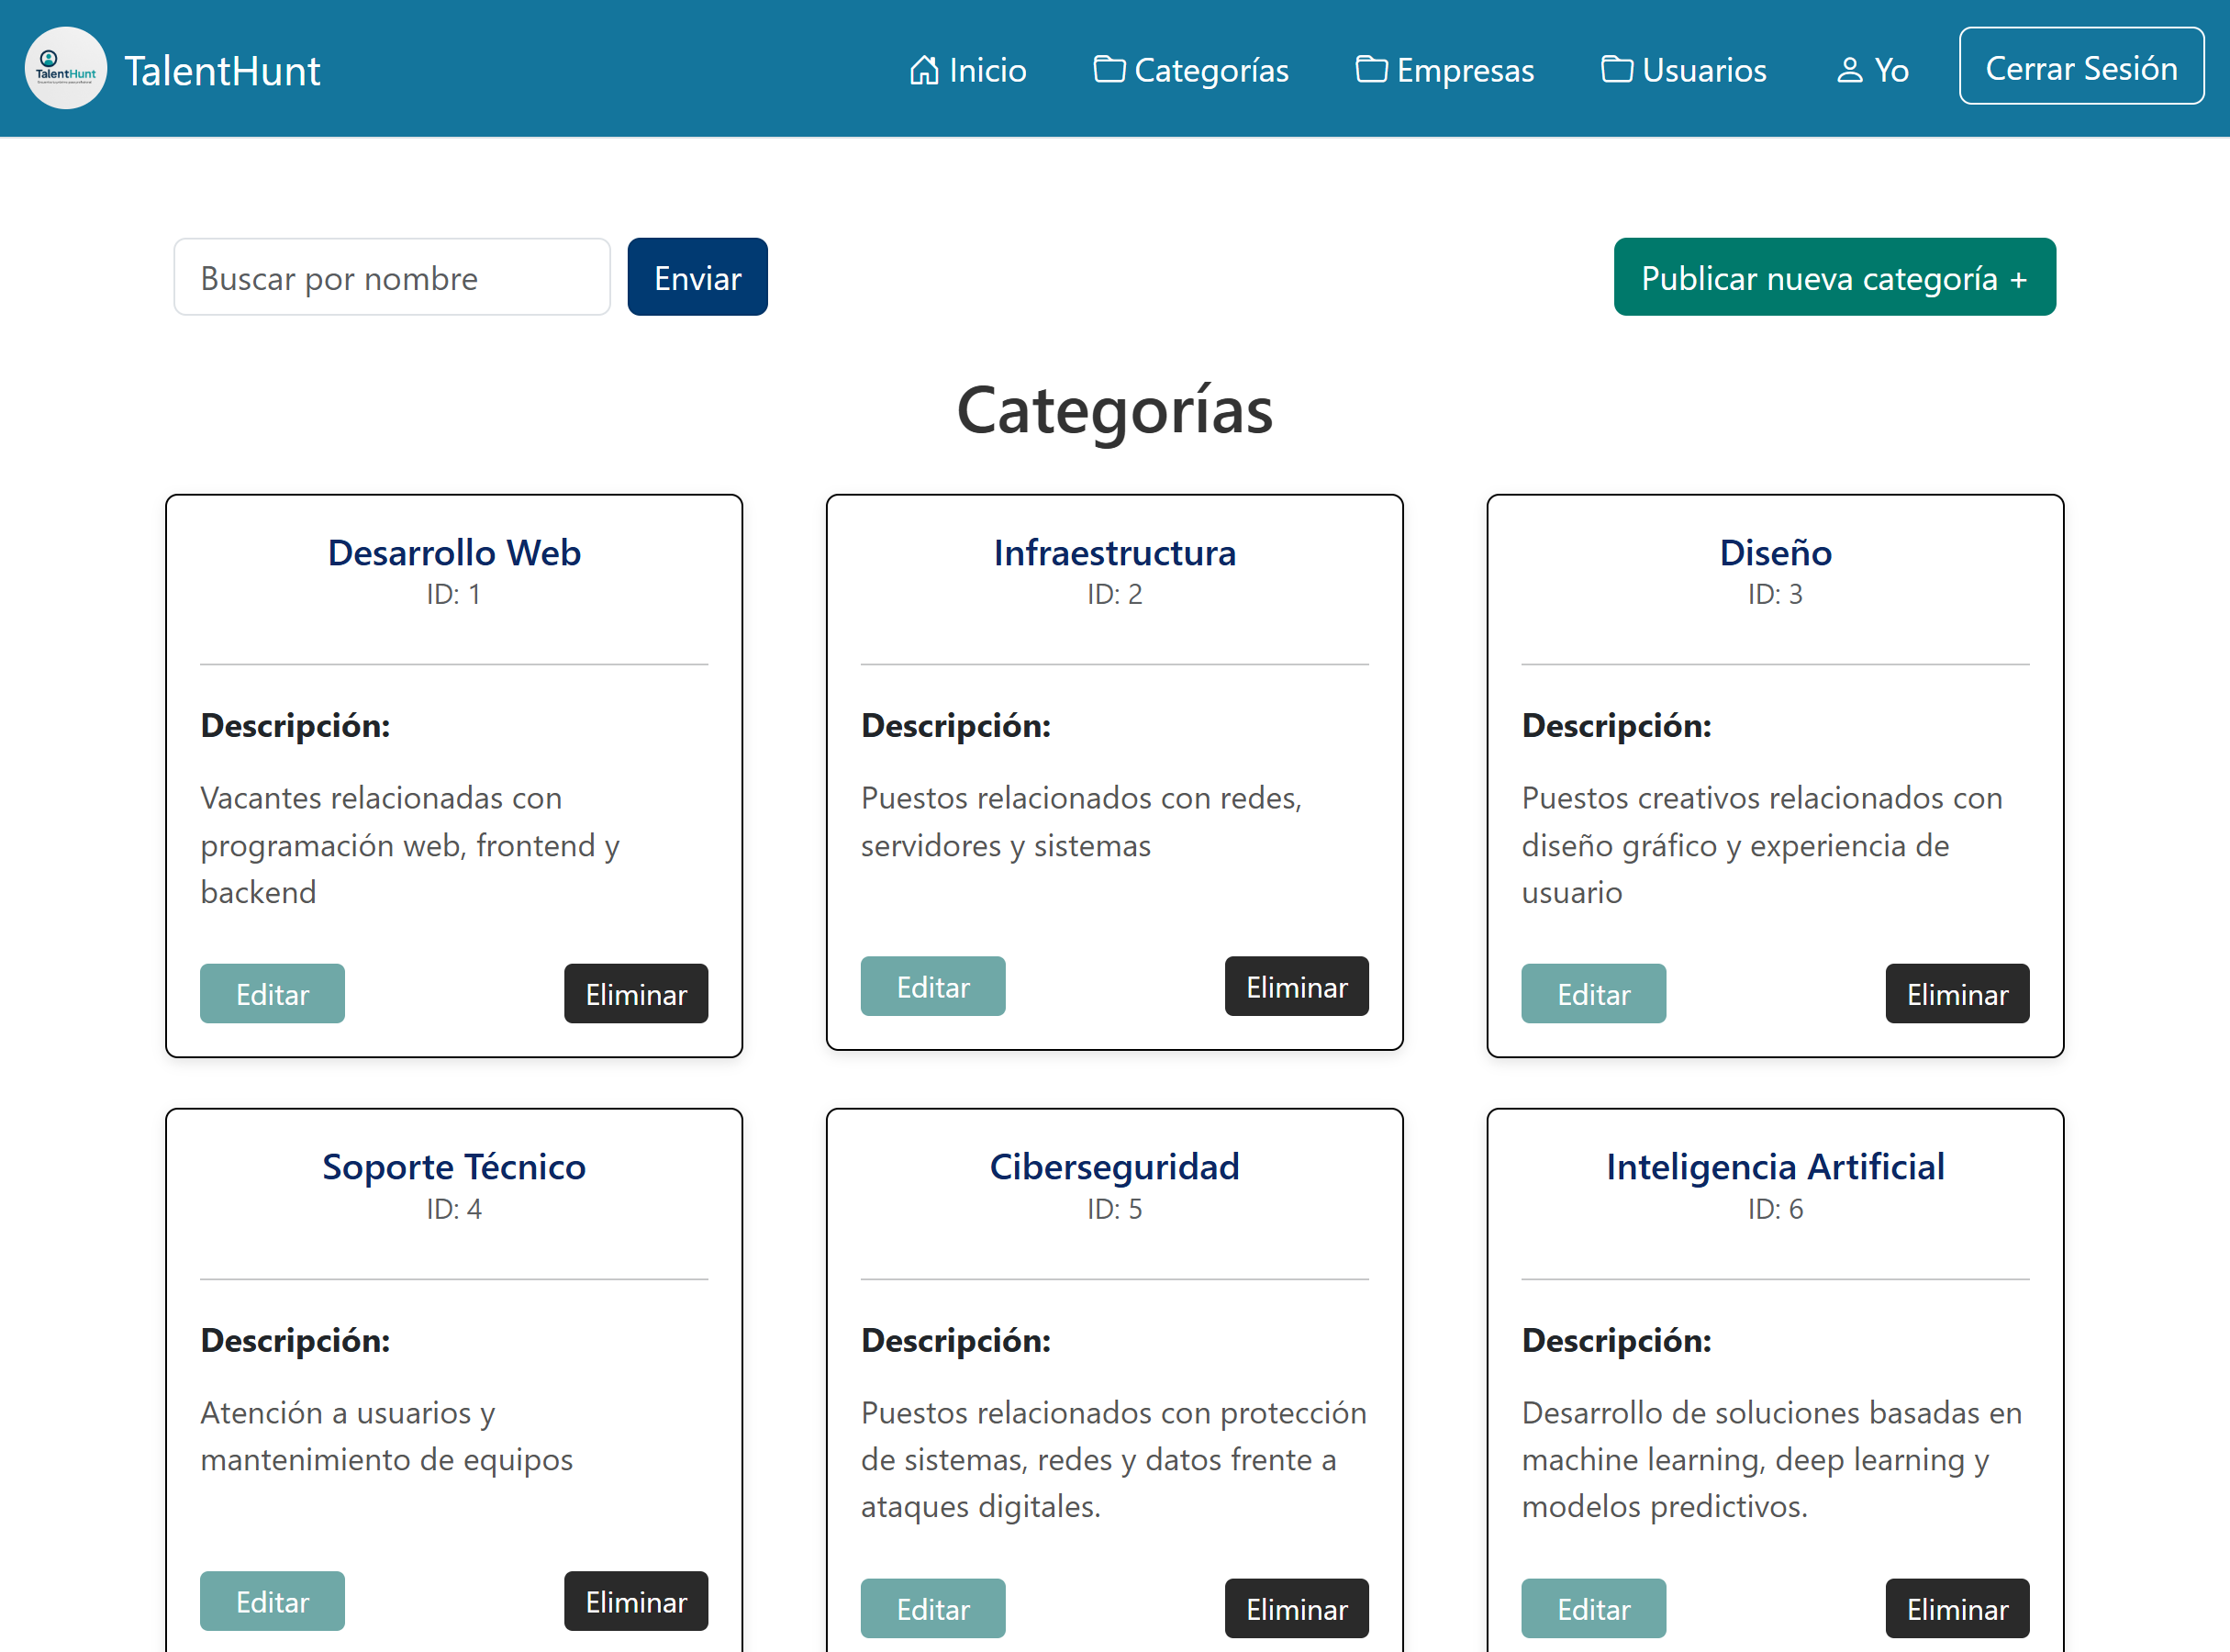 TalentHunt
TalentHunt
Inicio
Categorías
Empresas
Usuarios
Yo
Cerrar Sesión
Buscar por nombre
Enviar
Publicar nueva categoría +
Categorías
Desarrollo Web
ID: 1
Descripción:
Vacantes relacionadas con
programación web, frontend y
backend
Editar
Eliminar
Infraestructura
ID: 2
Descripción:
Puestos relacionados con redes,
servidores y sistemas
Editar
Eliminar
Diseño
ID: 3
Descripción:
Puestos creativos relacionados con
diseño gráfico y experiencia de
usuario
Editar
Eliminar
Soporte Técnico
ID: 4
Descripción:
Atención a usuarios y
mantenimiento de equipos
Editar
Eliminar
Ciberseguridad
ID: 5
Descripción:
Puestos relacionados con protección
de sistemas, redes y datos frente a
ataques digitales.
Editar
Eliminar
Inteligencia Artificial
ID: 6
Descripción:
Desarrollo de soluciones basadas en
machine learning, deep learning y
modelos predictivos.
Editar
Eliminar